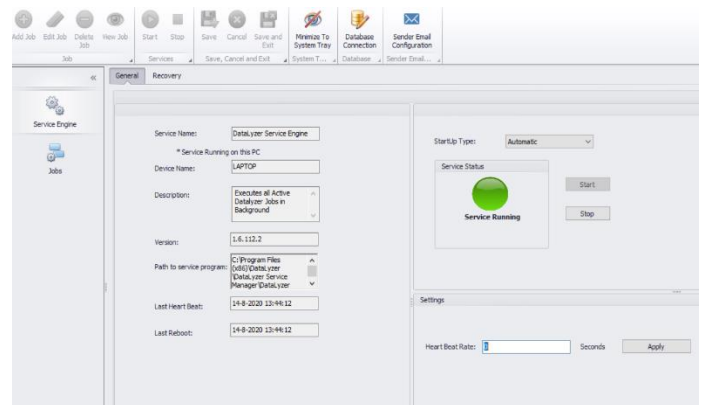 Add Job Edit Job Delete Job View Job Start Stop Save Cancel Save and Exit Minimize To System Tray Database Connection Sender Email Configuration
Job Services Save, Cancel and Exit System T... Database Sender Email...
«
General Recovery
Service Engine
Jobs
Service Name: DataLyzer Service Engine
* Service Running on this PC
Device Name: LAPTOP
Description: Executes all Active
Datalyzer Jobs in
Background
Version: 1.6.112.2
Path to service program: C:\Program Files
(x86)\DataLyzer
\DataLyzer Service
Manager\DataLyzer
Last Heart Beat: 14-8-2020 13:44:12
Last Reboot: 14-8-2020 13:44:12
StartUp Type: Automatic
Service Status
Service Running
Start
Stop
Settings
Heart Beat Rate: Seconds Apply